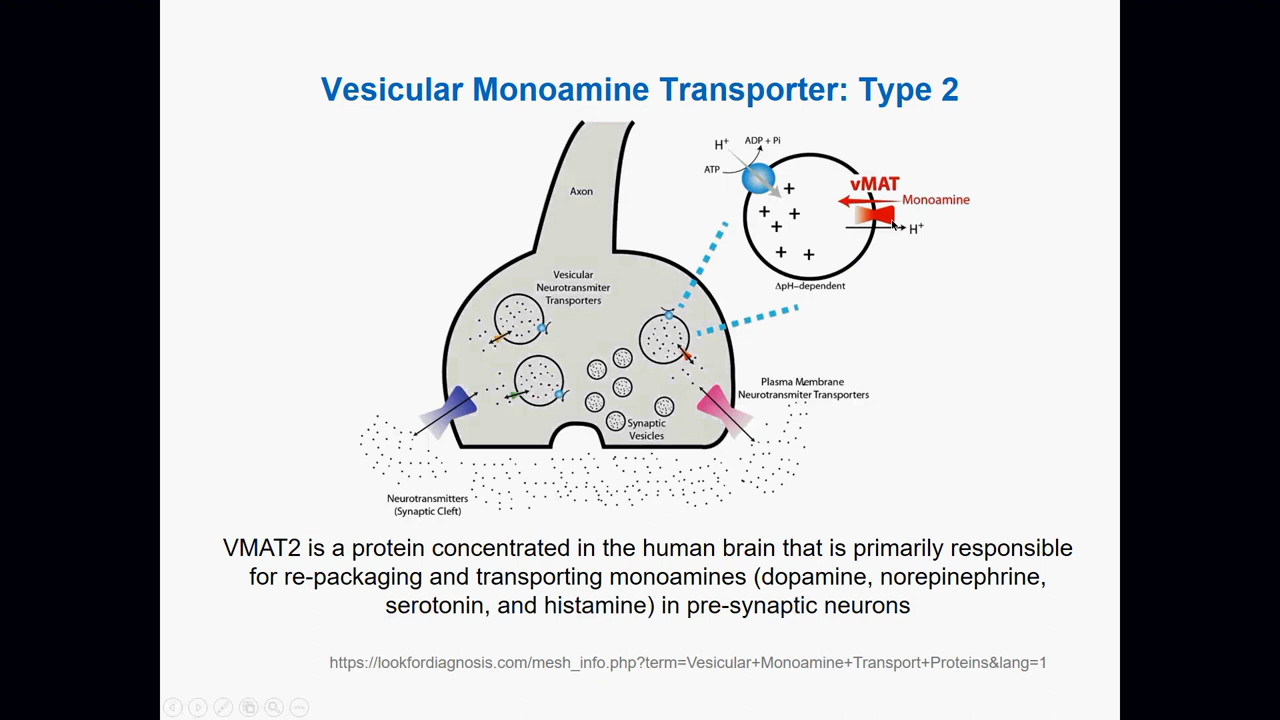 Vesicular Monoamine Transporter: Type 2
H+
ADP + Pi
ATP
vMAT
Monoamine
H+
ΔpH–dependent
Axon
Vesicular
Neurotransmiter
Transporters
Plasma Membrane
Neurotransmiter Transporters
Synaptic
Vesicles
Neurotransmitters
(Synaptic Cleft)
VMAT2 is a protein concentrated in the human brain that is primarily responsible
for re-packaging and transporting monoamines (dopamine, norepinephrine,
serotonin, and histamine) in pre-synaptic neurons
https://lookfordiagnosis.com/mesh_info.php?term=Vesicular+Monoamine+Transport+Proteins&lang=1